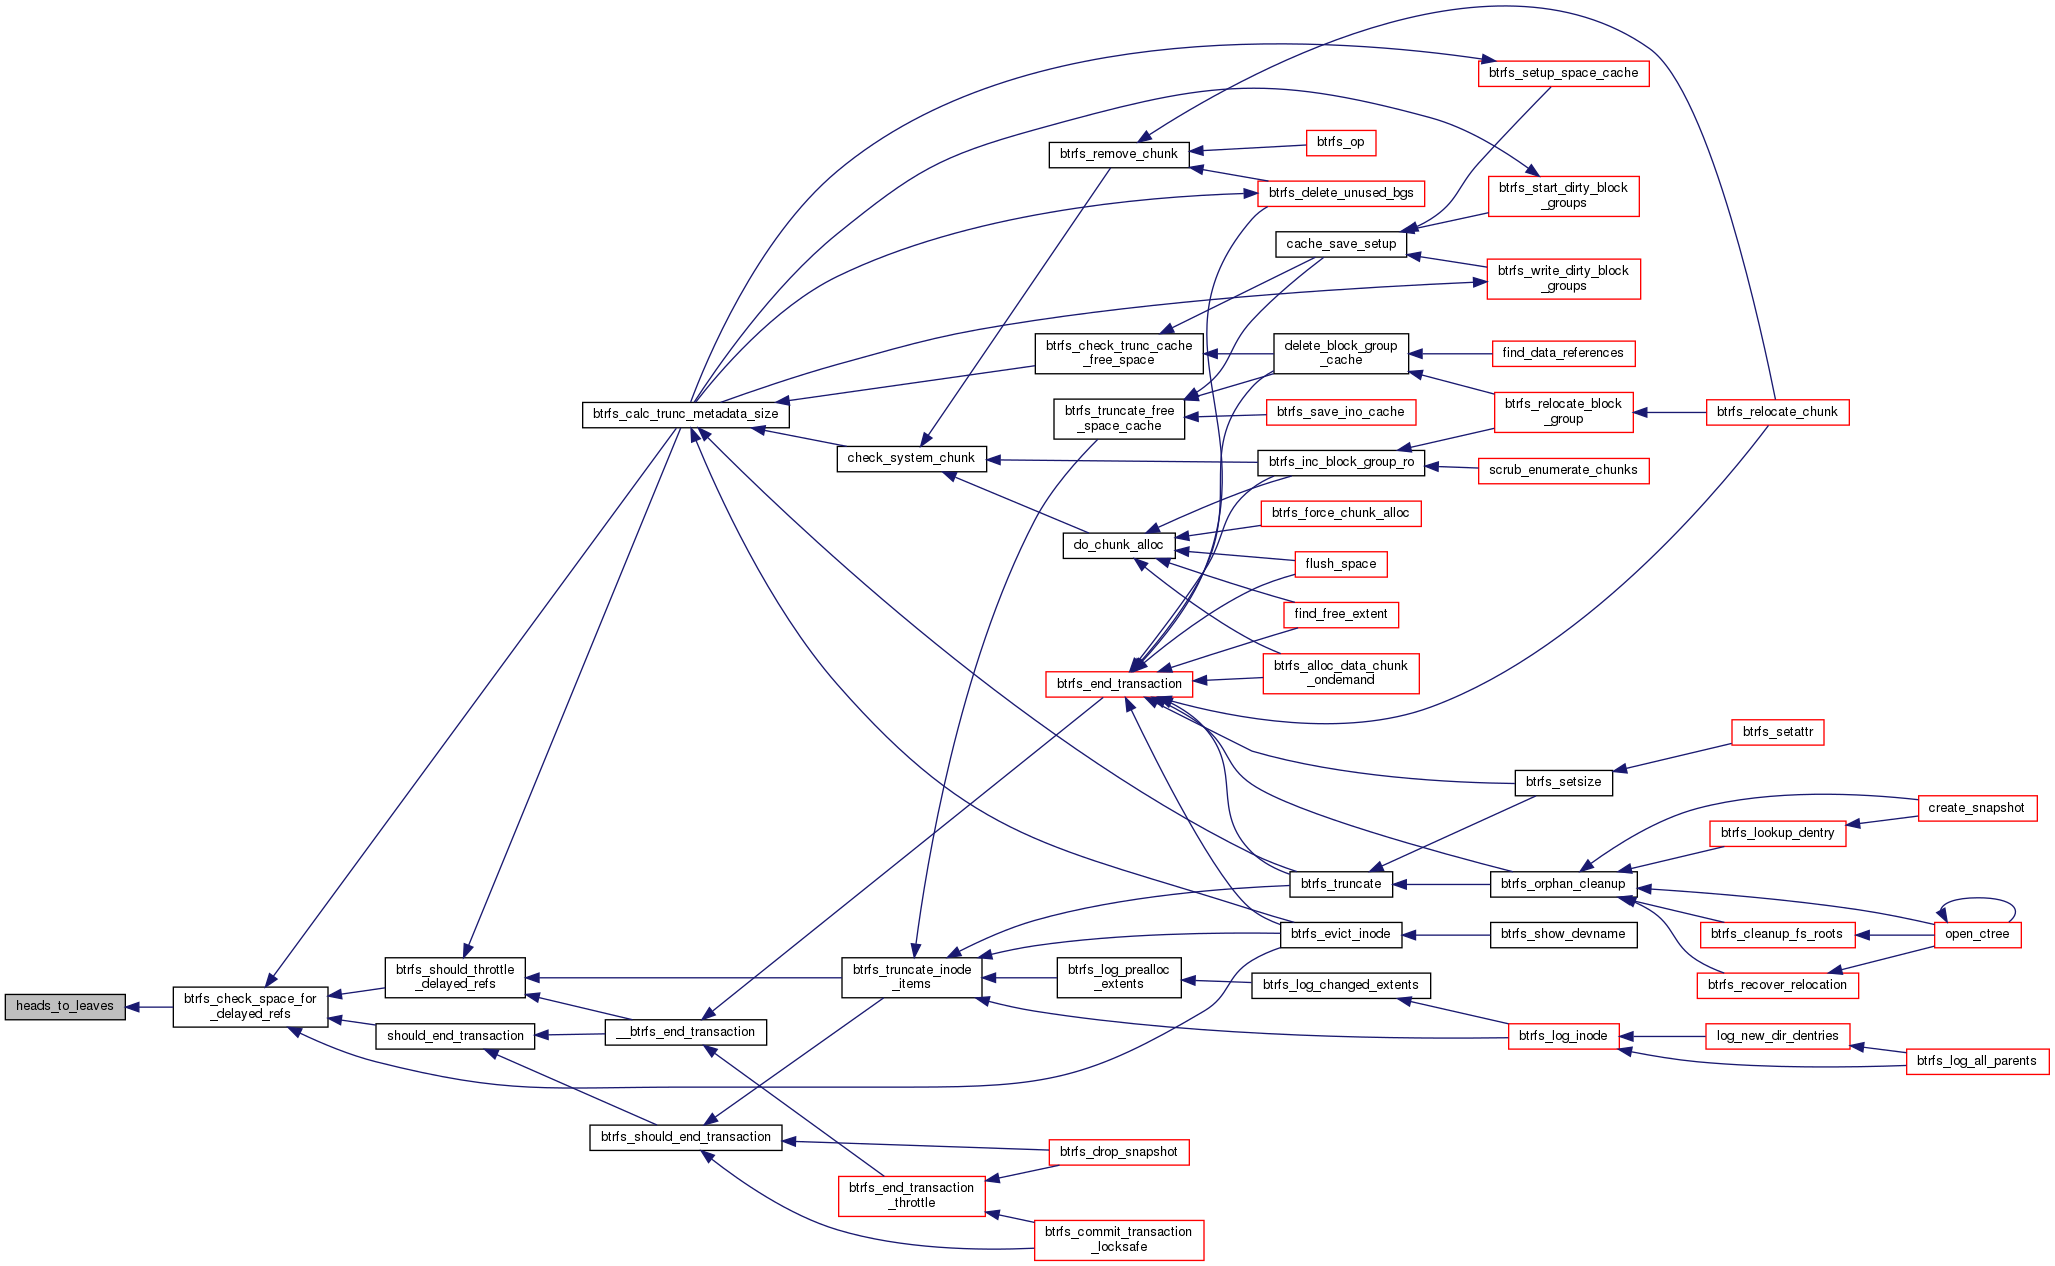 heads_to_leaves
btrfs_check_space_for
_delayed_refs
btrfs_should_throttle
_delayed_refs
should_end_transaction
btrfs_calc_trunc_metadata_size
__btrfs_end_transaction
btrfs_should_end_transaction
check_system_chunk
btrfs_truncate_inode
_items
btrfs_end_transaction
_throttle
btrfs_remove_chunk
btrfs_check_trunc_cache
_free_space
btrfs_truncate_free
_space_cache
do_chunk_alloc
btrfs_end_transaction
btrfs_log_prealloc
_extents
btrfs_drop_snapshot
btrfs_commit_transaction
_locksafe
btrfs_op
btrfs_delete_unused_bgs
cache_save_setup
delete_block_group
_cache
btrfs_save_ino_cache
btrfs_inc_block_group_ro
btrfs_force_chunk_alloc
flush_space
find_free_extent
btrfs_alloc_data_chunk
_ondemand
btrfs_truncate
btrfs_evict_inode
btrfs_log_changed_extents
btrfs_setup_space_cache
btrfs_start_dirty_block
_groups
btrfs_write_dirty_block
_groups
find_data_references
btrfs_relocate_block
_group
scrub_enumerate_chunks
btrfs_setsize
btrfs_orphan_cleanup
btrfs_show_devname
btrfs_log_inode
btrfs_relocate_chunk
btrfs_setattr
btrfs_lookup_dentry
btrfs_cleanup_fs_roots
btrfs_recover_relocation
log_new_dir_dentries
create_snapshot
open_ctree
btrfs_log_all_parents